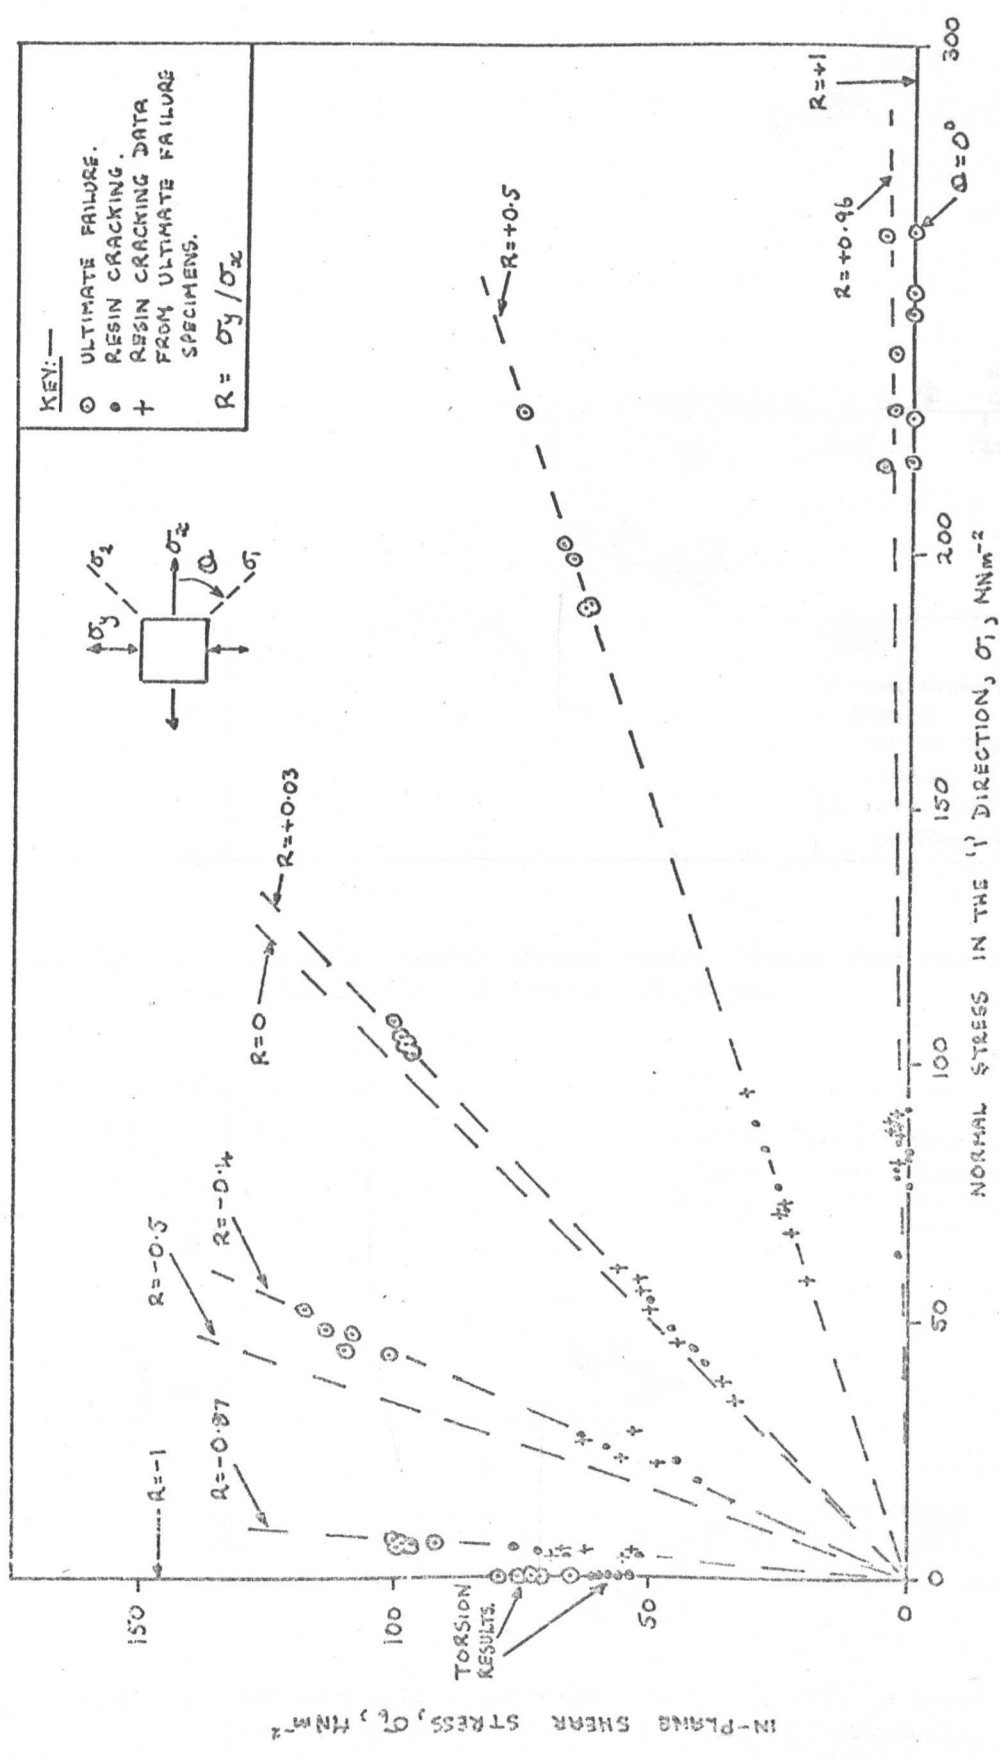 KEY:—
⊙ ULTIMATE FAILURE.
• RESIN CRACKING.
+ RESIN CRACKING DATA
FROM ULTIMATE FAILURE
SPECIMENS.
R = σy/σx
σy
σ2
σx
Θ
σ1
R=-1
R=-0.87
R=-0.5
R=-0.4
R=0
R=+0.03
R=+0.5
R=+0.96
R=+1
Θ=0°
TORSION
RESULTS.
150
100
50
0
0
50
100
150
200
300
IN-PLANE SHEAR STRESS, σ6, MNm⁻²
NORMAL STRESS IN THE '1' DIRECTION, σ1, MNm⁻²